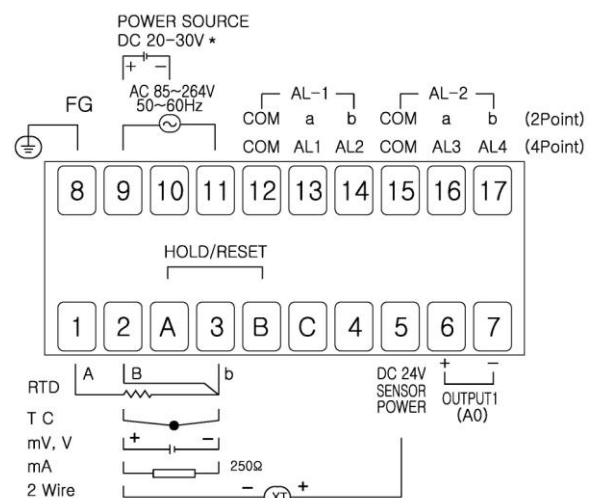 POWER SOURCE
DC 20-30V *
+ -
AC 85~264V
50~60Hz
FG
AL-1
AL-2
COM a b COM a b (2Point)
COM AL1 AL2 COM AL3 AL4 (4Point)
8 9 10 11 12 13 14 15 16 17
HOLD/RESET
1 2 A 3 B C 4 5 6 7
A B b
RTD
DC 24V
SENSOR
POWER
+ -
OUTPUT1
(A0)
T C
mV, V + -
mA 250Ω
2 Wire - XT +